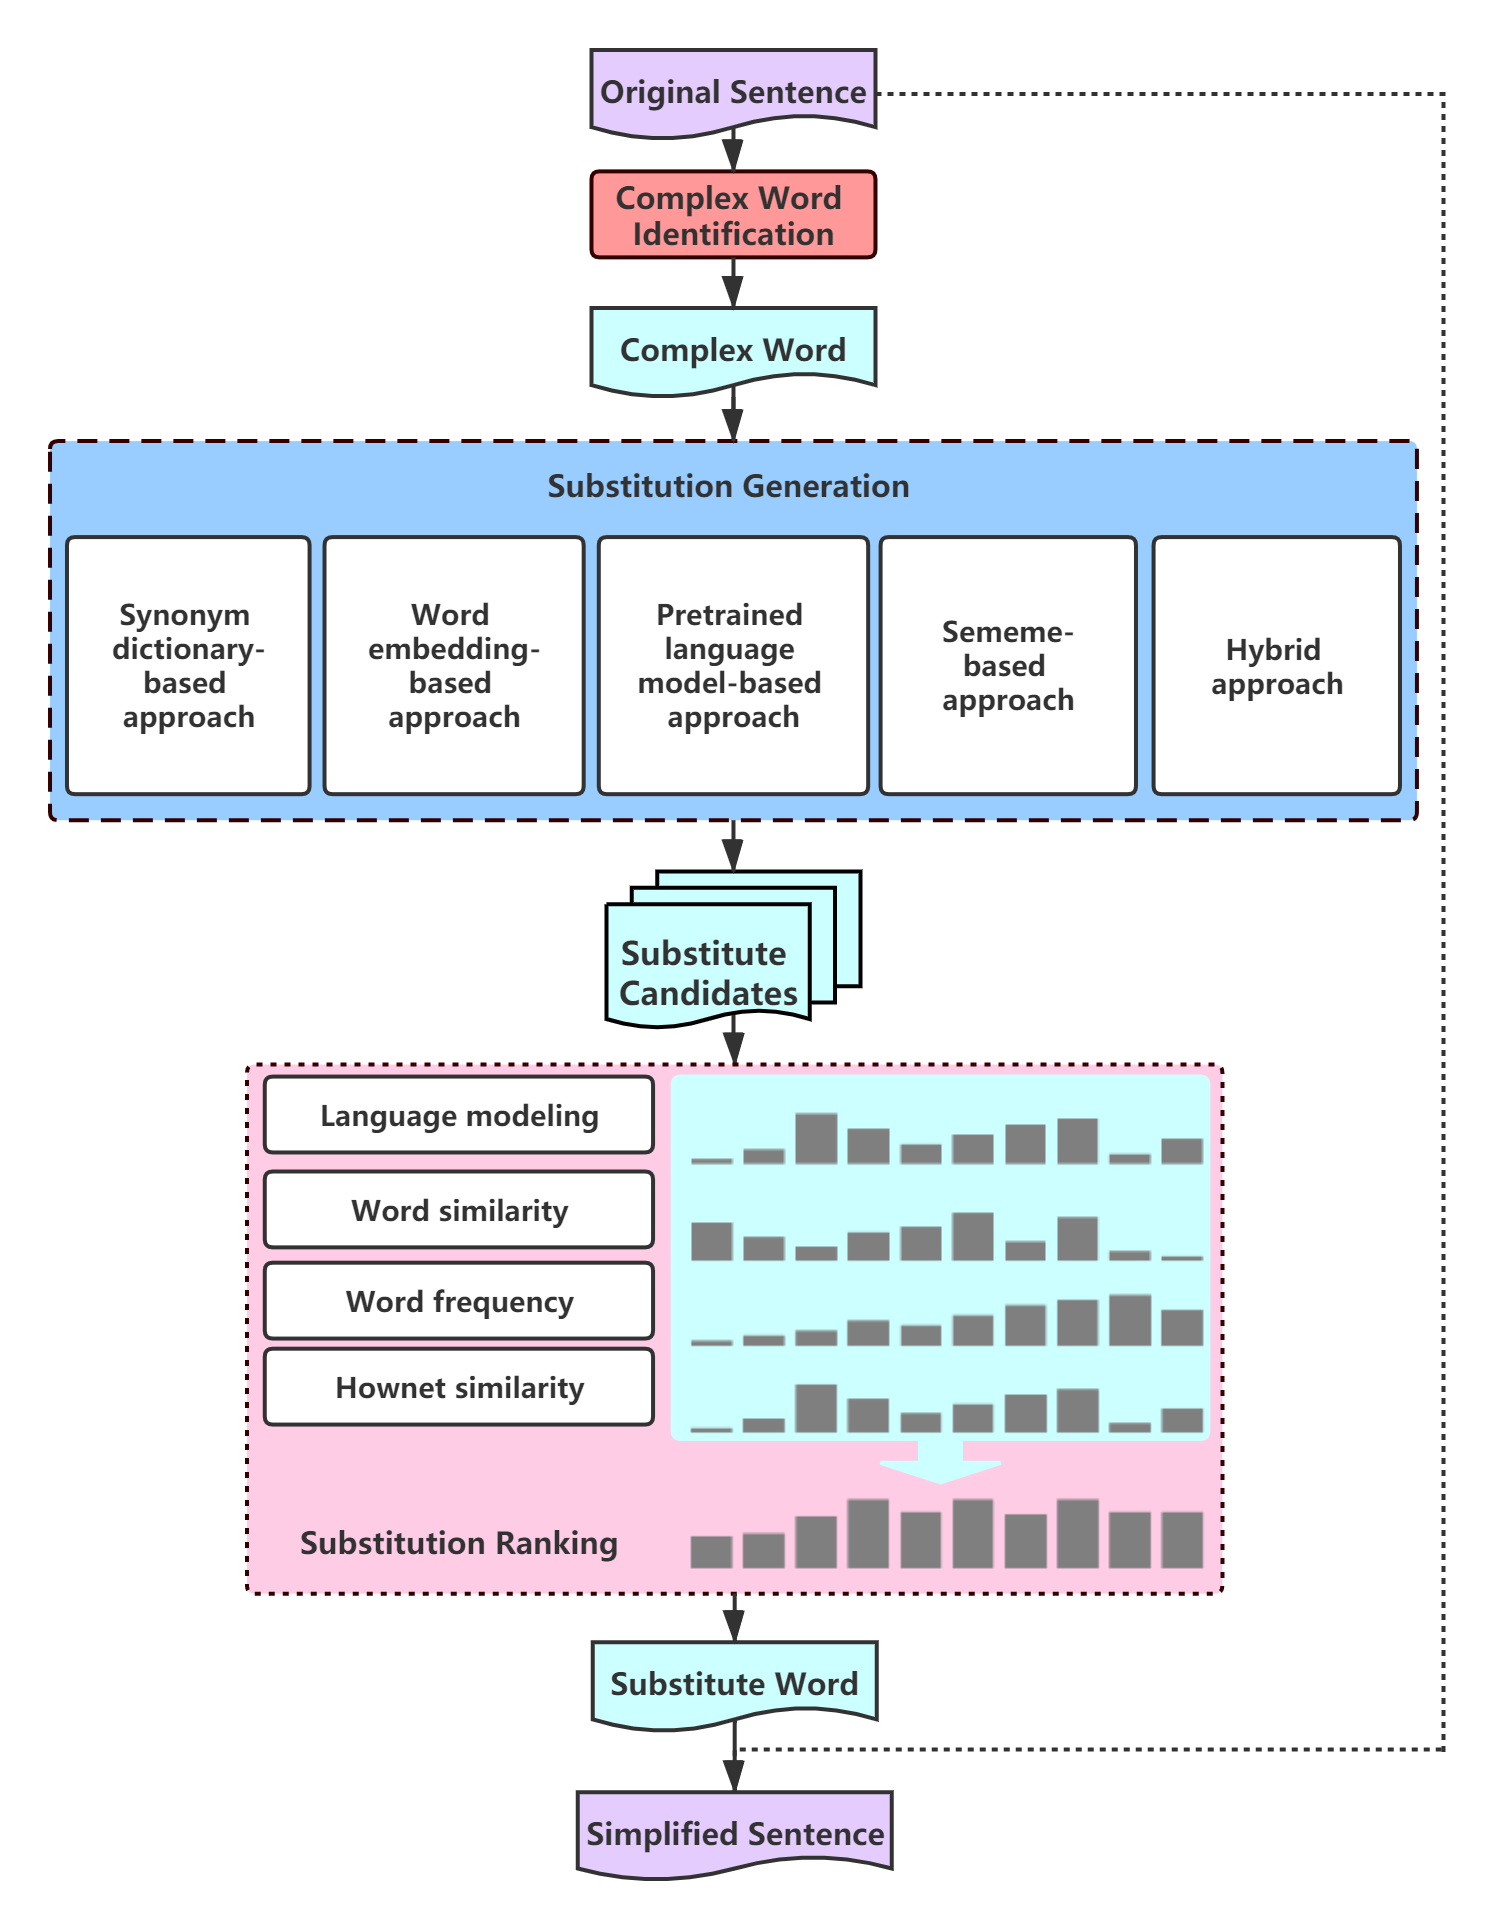 Original Sentence
Complex Word
Identification
Complex Word
Substitution Generation
Synonym
dictionary-
based
approach
Word
embedding-
based
approach
Pretrained
language
model-based
approach
Sememe-
based
approach
Hybrid
approach
Substitute
Candidates
Language modeling
Word similarity
Word frequency
Hownet similarity
Substitution Ranking
Substitute Word
Simplified Sentence